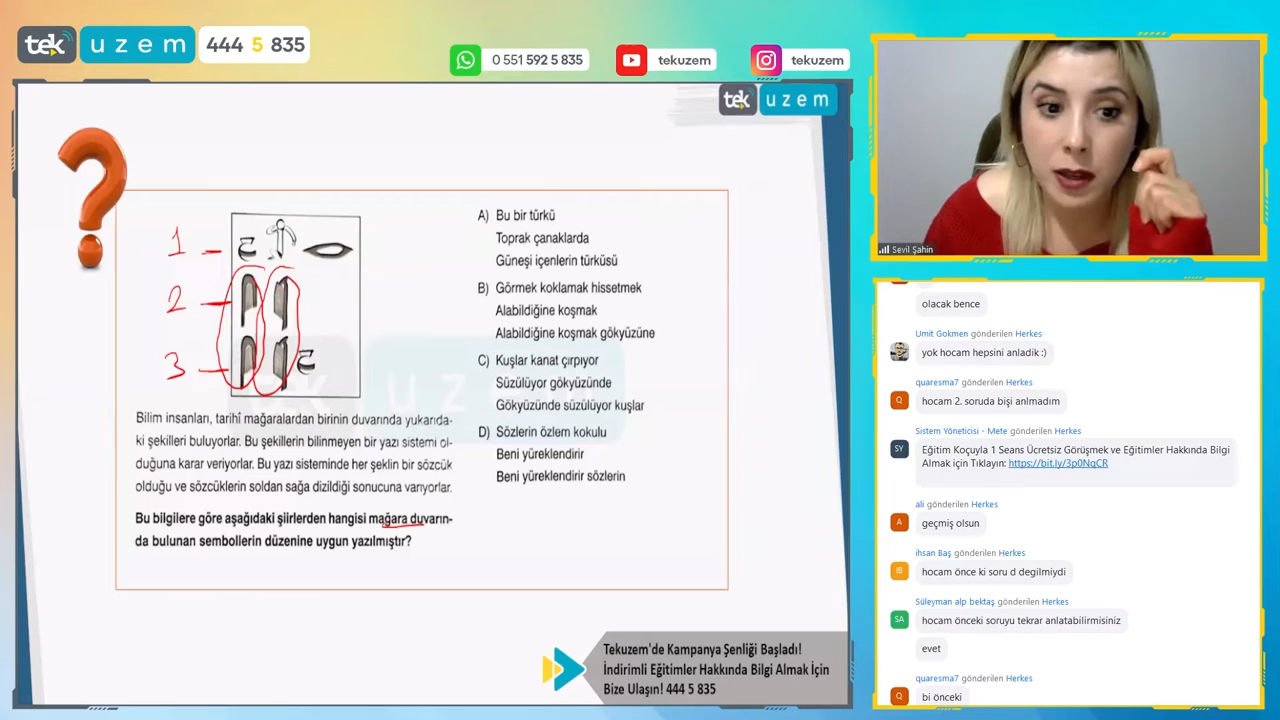 tek uzem 444 5 835
0 551 592 5 835
tekuzem
tekuzem
tek uzem
1
2
3
Bilim insanları, tarihî mağaralardan birinin duvarında yukarıda-
ki şekilleri buluyorlar. Bu şekillerin bilinmeyen bir yazı sistemi ol-
duğuna karar veriyorlar. Bu yazı sisteminde her şeklin bir sözcük
olduğu ve sözcüklerin soldan sağa dizildiği sonucuna varıyorlar.
Bu bilgilere göre aşağıdaki şiirlerden hangisi mağara duvarın-
da bulunan sembollerin düzenine uygun yazılmıştır?
A) Bu bir türkü
Toprak çanaklarda
Güneşi içenlerin türküsü
B) Görmek koklamak hissetmek
Alabildiğine koşmak
Alabildiğine koşmak gökyüzüne
C) Kuşlar kanat çırpıyor
Süzülüyor gökyüzünde
Gökyüzünde süzülüyor kuşlar
D) Sözlerin özlem kokulu
Beni yüreklendirir
Beni yüreklendirir sözlerin
Tekuzem'de Kampanya Şenliği Başladı!
İndirimli Eğitimler Hakkında Bilgi Almak İçin
Bize Ulaşın! 444 5 835
Sevil Şahin
olacak bence
Umit Gokmen gönderilen Herkes
yok hocam hepsini anladik :)
quaresma7 gönderilen Herkes
Q
hocam 2. soruda bişi anlmadım
Sistem Yöneticisi - Mete gönderilen Herkes
SY
Eğitim Koçuyla 1 Seans Ücretsiz Görüşmek ve Eğitimler Hakkında Bilgi
Almak için Tıklayın: https://bit.ly/3p0NqCR
ali gönderilen Herkes
A
geçmiş olsun
ihsan Baş gönderilen Herkes
İB
hocam önce ki soru d degilmiydi
Süleyman alp bektaş gönderilen Herkes
SA
hocam önceki soruyu tekrar anlatabilirmisiniz
evet
quaresma7 gönderilen Herkes
Q
bi önceki